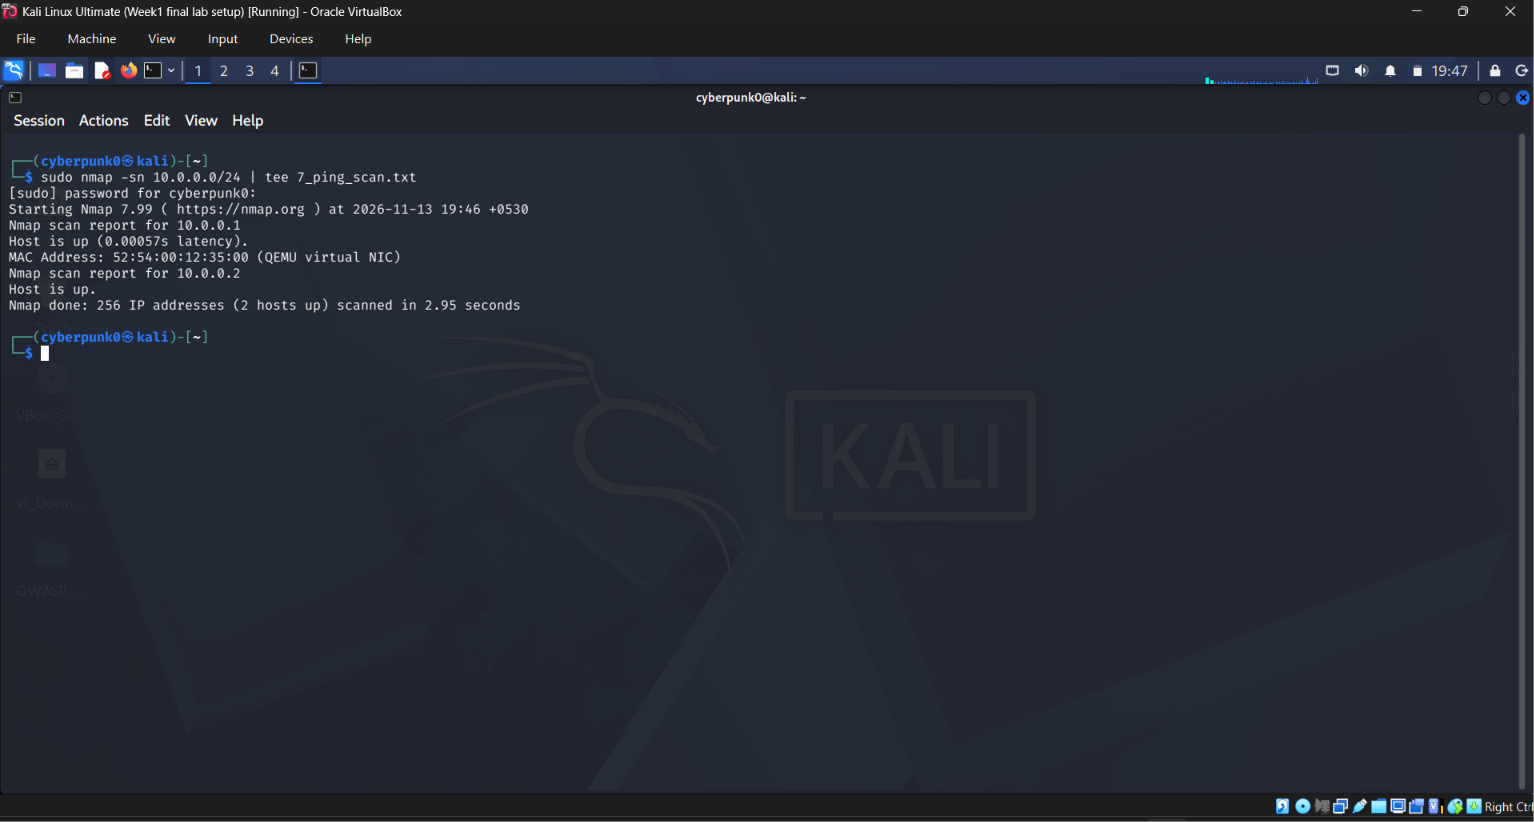 Kali Linux Ultimate (Week1 final lab setup) [Running] - Oracle VirtualBox
File Machine View Input Devices Help
1 2 3 4 19:47
cyberpunk0@kali: ~
Session Actions Edit View Help
┌──(cyberpunk0㉿kali)-[~]
└─$ sudo nmap -sn 10.0.0.0/24 | tee 7_ping_scan.txt
[sudo] password for cyberpunk0:
Starting Nmap 7.99 ( https://nmap.org ) at 2026-11-13 19:46 +0530
Nmap scan report for 10.0.0.1
Host is up (0.00057s latency).
MAC Address: 52:54:00:12:35:00 (QEMU virtual NIC)
Nmap scan report for 10.0.0.2
Host is up.
Nmap done: 256 IP addresses (2 hosts up) scanned in 2.95 seconds
┌──(cyberpunk0㉿kali)-[~]
└─$
VBox_G...
KALI
sf_Down...
OWASP_...
Right Ctrl